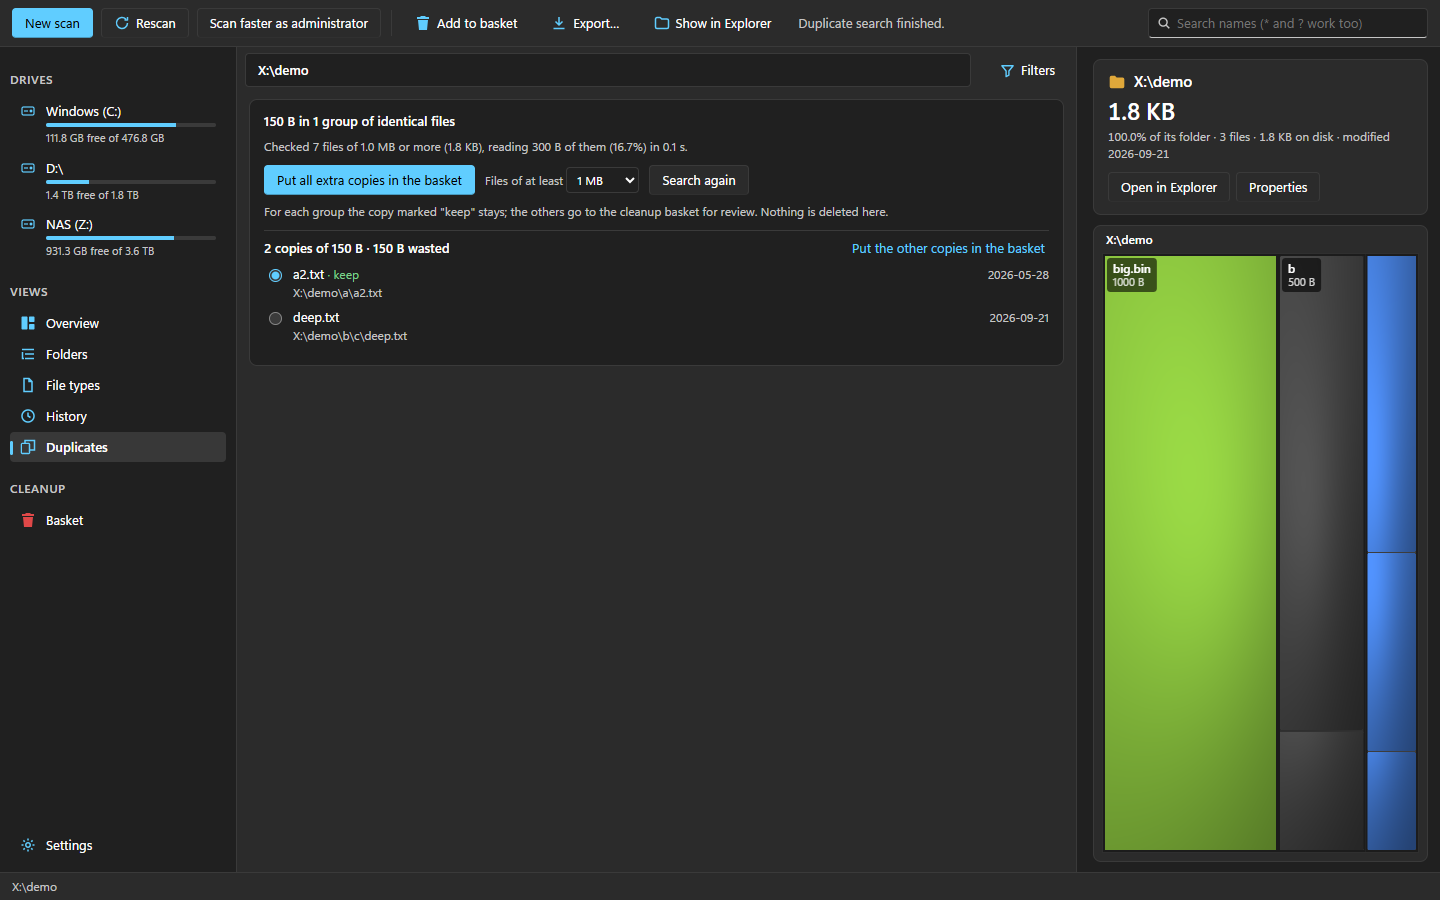 New scan
Rescan
Scan faster as administrator
Add to basket
Export...
Show in Explorer
Duplicate search finished.
Search names (* and ? work too)
DRIVES
Windows (C:)
111.8 GB free of 476.8 GB
D:\
1.4 TB free of 1.8 TB
NAS (Z:)
931.3 GB free of 3.6 TB
VIEWS
Overview
Folders
File types
History
Duplicates
CLEANUP
Basket
Settings
X:\demo
Filters
150 B in 1 group of identical files
Checked 7 files of 1.0 MB or more (1.8 KB), reading 300 B of them (16.7%) in 0.1 s.
Put all extra copies in the basket
Files of at least
1 MB
Search again
For each group the copy marked "keep" stays; the others go to the cleanup basket for review. Nothing is deleted here.
2 copies of 150 B · 150 B wasted
Put the other copies in the basket
a2.txt · keep
2026-05-28
X:\demo\a\a2.txt
deep.txt
2026-09-21
X:\demo\b\c\deep.txt
X:\demo
1.8 KB
100.0% of its folder · 3 files · 1.8 KB on disk · modified
2026-09-21
Open in Explorer
Properties
X:\demo
big.bin
1000 B
b
500 B
X:\demo